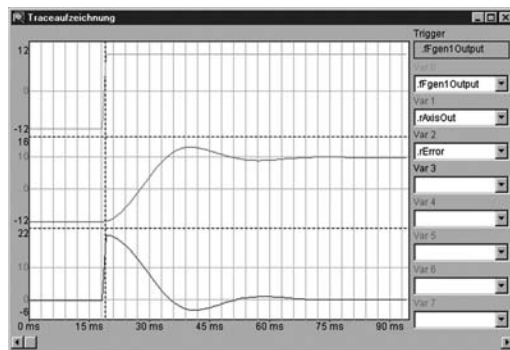 Traceaufzeichnung
Trigger
.fFgen1Output
Var 0
.fFgen1Output
Var 1
.rAxisOut
Var 2
.rError
Var 3
Var 4
Var 5
Var 6
Var 7
12
0
-12
16
10
0
-12
22
10
0
-6
0 ms 15 ms 30 ms 45 ms 60 ms 75 ms 90 ms